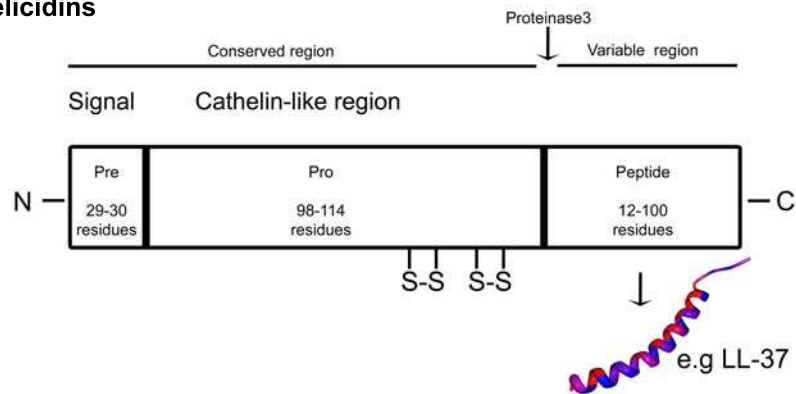 elicidins
Proteinase3
Conserved region
Variable region
Signal
Cathelin-like region
Pre
Pro
Peptide
N
29-30
residues
98-114
residues
12-100
residues
C
S-S
S-S
e.g LL-37